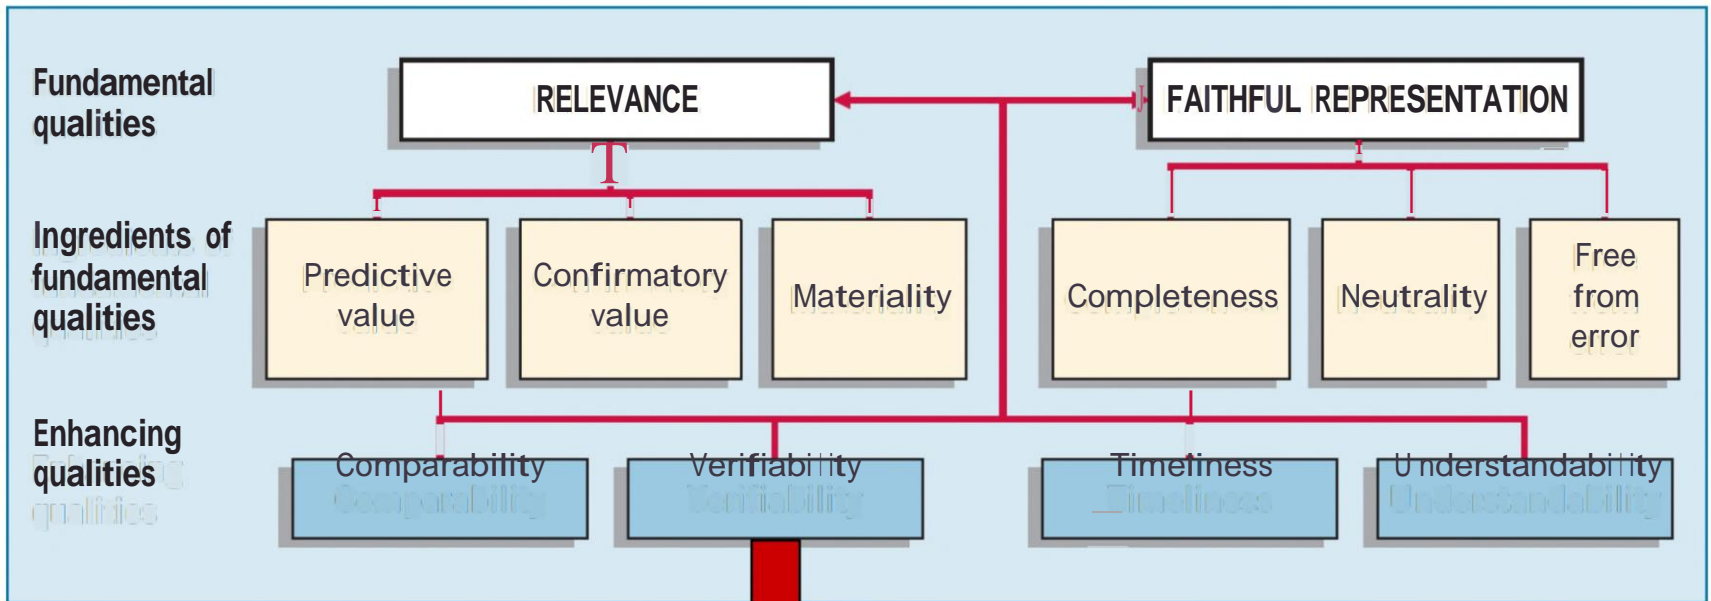 Fundamental
qualities
RELEVANCE
FAITHFUL REPRESENTATION
Ingredients of
fundamental
qualities
Predictive
value
Confirmatory
value
Materiality
Completeness
Neutrality
Free
from
error
Enhancing
qualities
Comparability
Verifiability
Timeliness
Understandability